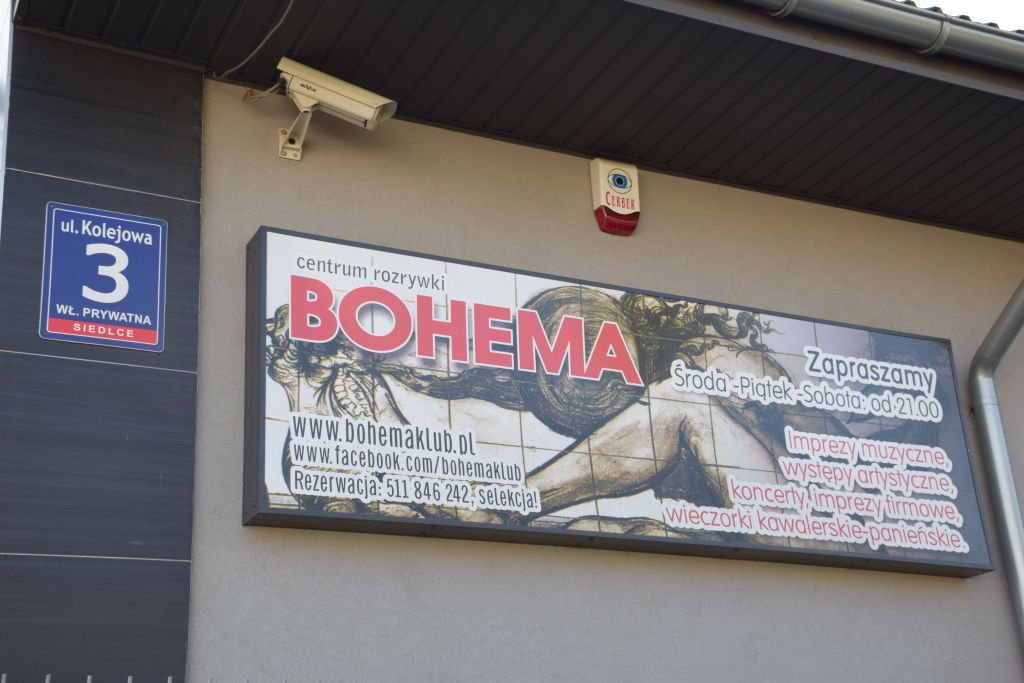 ul. Kolejowa
3
WŁ. PRYWATNA
SIEDLCE
CERBER
centrum rozrywki
BOHEMA
Zapraszamy
Środa -Piątek -Sobota: od 21.00
www.bohemaklub.pl
www.facebook.com/bohemaklub
Rezerwacja: 511 846 242, selekcja!
Imprezy muzyczne,
występy artystyczne,
koncerty, imprezy firmowe,
wieczorki kawalerskie-panieńskie.